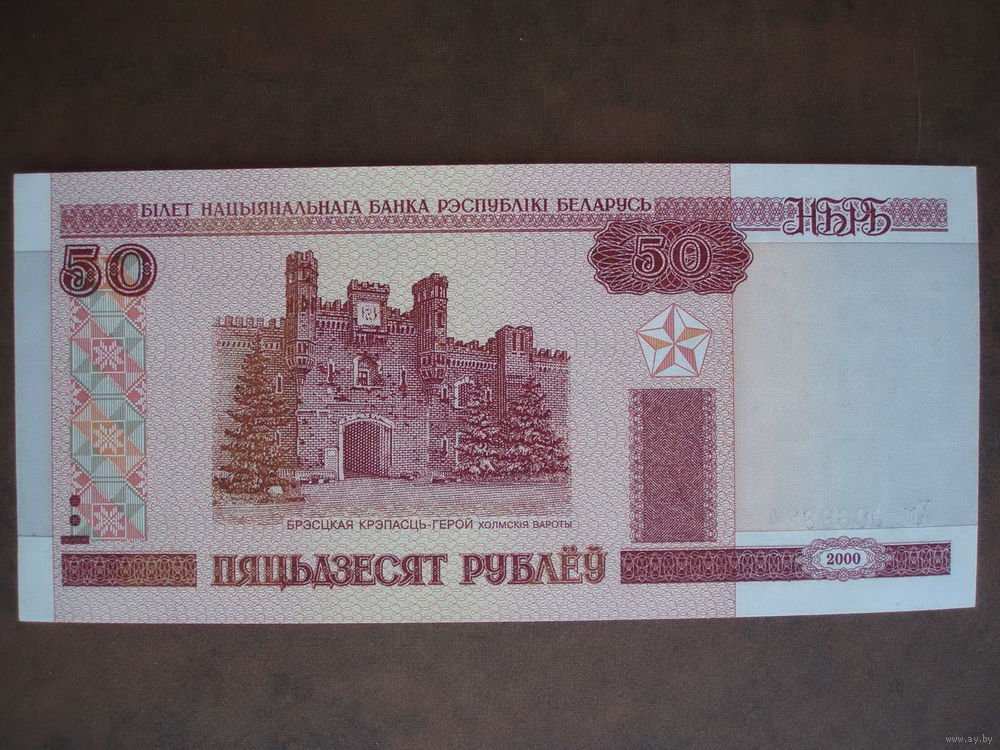 БІЛЕТ НАЦЫЯНАЛЬНАГА БАНКА РЭСПУБЛІКІ БЕЛАРУСЬ
НБРБ
50
50
БРЭСЦКАЯ КРЭПАСЦЬ-ГЕРОЙ ХОЛМСКІЯ ВАРОТЫ
ПЯЦЬДЗЕСЯТ РУБЛЁЎ
2000
www.ay.by